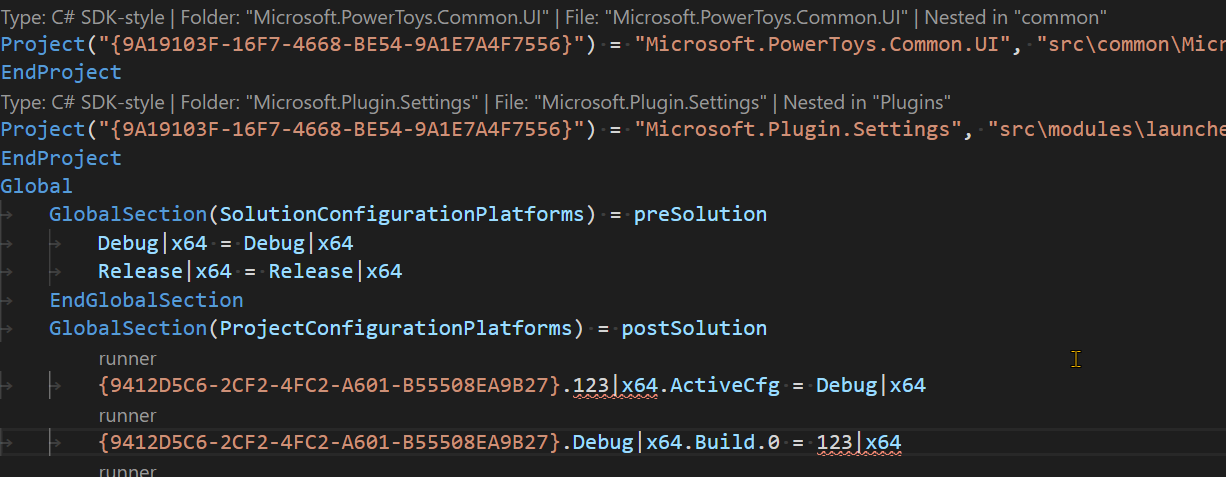 Type: C# SDK-style | Folder: "Microsoft.PowerToys.Common.UI" | File: "Microsoft.PowerToys.Common.UI" | Nested in "common"
Project("{9A19103F-16F7-4668-BE54-9A1E7A4F7556}") = "Microsoft.PowerToys.Common.UI", "src\common\Micr
EndProject
Type: C# SDK-style | Folder: "Microsoft.Plugin.Settings" | File: "Microsoft.Plugin.Settings" | Nested in "Plugins"
Project("{9A19103F-16F7-4668-BE54-9A1E7A4F7556}") = "Microsoft.Plugin.Settings", "src\modules\launche
EndProject
Global
GlobalSection(SolutionConfigurationPlatforms) = preSolution
Debug|x64 = Debug|x64
Release|x64 = Release|x64
EndGlobalSection
GlobalSection(ProjectConfigurationPlatforms) = postSolution
runner
{9412D5C6-2CF2-4FC2-A601-B55508EA9B27}.123|x64.ActiveCfg = Debug|x64
runner
{9412D5C6-2CF2-4FC2-A601-B55508EA9B27}.Debug|x64.Build.0 = 123|x64
runner